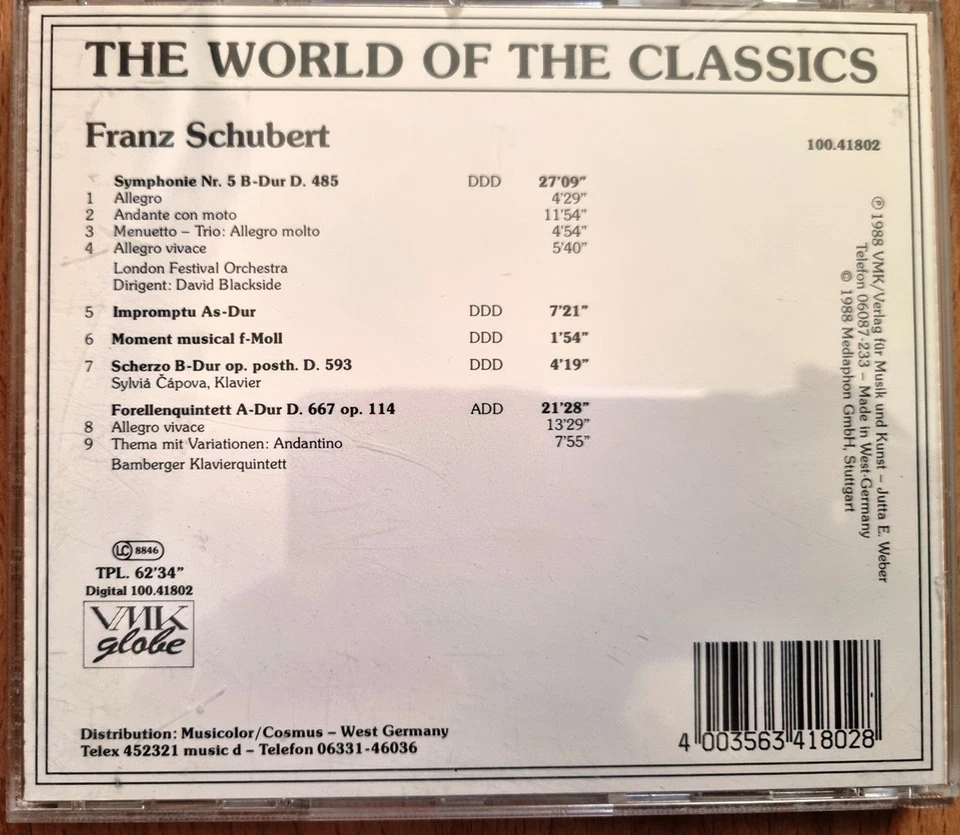 THE WORLD OF THE CLASSICS
Franz Schubert
100.41802
Symphonie Nr. 5 B-Dur D. 485 DDD 27'09"
1 Allegro 4'29"
2 Andante con moto 11'54"
3 Menuetto – Trio: Allegro molto 4'54"
4 Allegro vivace 5'40"
London Festival Orchestra
Dirigent: David Blackside
5 Impromptu As-Dur DDD 7'21"
6 Moment musical f-Moll DDD 1'54"
7 Scherzo B-Dur op. posth. D. 593 DDD 4'19"
Sylviá Čápova, Klavier
Forellenquintett A-Dur D. 667 op. 114 ADD 21'28"
8 Allegro vivace 13'29"
9 Thema mit Variationen: Andantino 7'55"
Bamberger Klavierquintett
℗ 1988 VMK/Verlag für Musik und Kunst – Jutta E. Weber
Telefon 06087-233 – Made in West-Germany
© 1988 Mediaphon GmbH, Stuttgart
LC 8846
TPL. 62'34"
Digital 100.41802
VMK
globe
Distribution: Musicolor/Cosmus – West Germany
Telex 452321 music d – Telefon 06331-46036
4 003563 418028